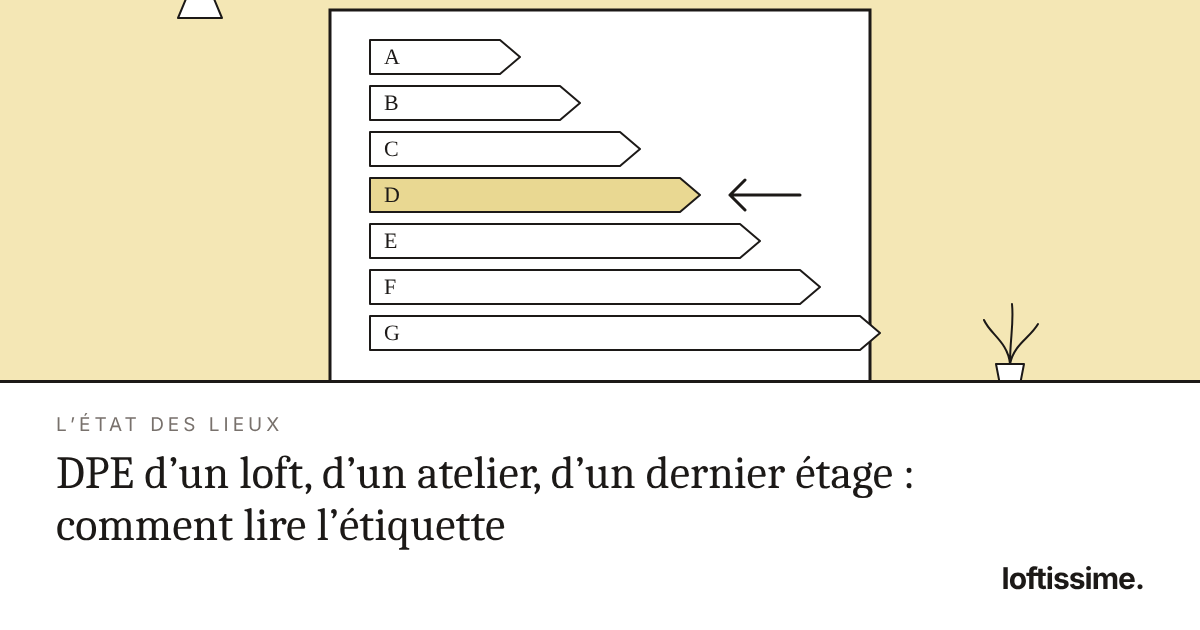 A
B
C
D
E
F
G
L’ÉTAT DES LIEUX
DPE d’un loft, d’un atelier, d’un dernier étage :
comment lire l’étiquette
loftissime.